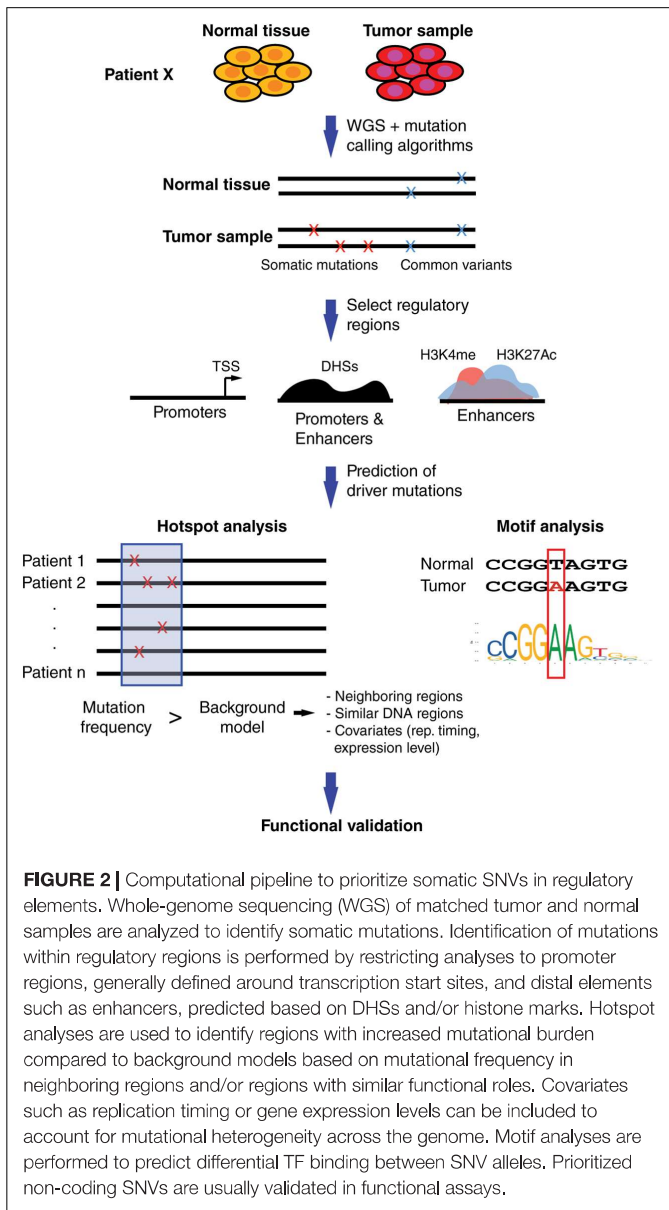 Normal tissue
Tumor sample
Patient X
WGS + mutation
calling algorithms
Normal tissue
Tumor sample
Somatic mutations
Common variants
Select regulatory
regions
TSS
Promoters
DHSs
Promoters &
Enhancers
H3K4me
H3K27Ac
Enhancers
Prediction of
driver mutations
Hotspot analysis
Patient 1
Patient 2
.
.
.
Patient n
Mutation
frequency
>
Background
model
- Neighboring regions
- Similar DNA regions
- Covariates (rep. timing,
expression level)
Motif analysis
Normal CCGGTAGTG
Tumor CCGGAAGTG
CCGGAAGT
Functional validation
FIGURE 2 | Computational pipeline to prioritize somatic SNVs in regulatory
elements. Whole-genome sequencing (WGS) of matched tumor and normal
samples are analyzed to identify somatic mutations. Identification of mutations
within regulatory regions is performed by restricting analyses to promoter
regions, generally defined around transcription start sites, and distal elements
such as enhancers, predicted based on DHSs and/or histone marks. Hotspot
analyses are used to identify regions with increased mutational burden
compared to background models based on mutational frequency in
neighboring regions and/or regions with similar functional roles. Covariates
such as replication timing or gene expression levels can be included to
account for mutational heterogeneity across the genome. Motif analyses are
performed to predict differential TF binding between SNV alleles. Prioritized
non-coding SNVs are usually validated in functional assays.